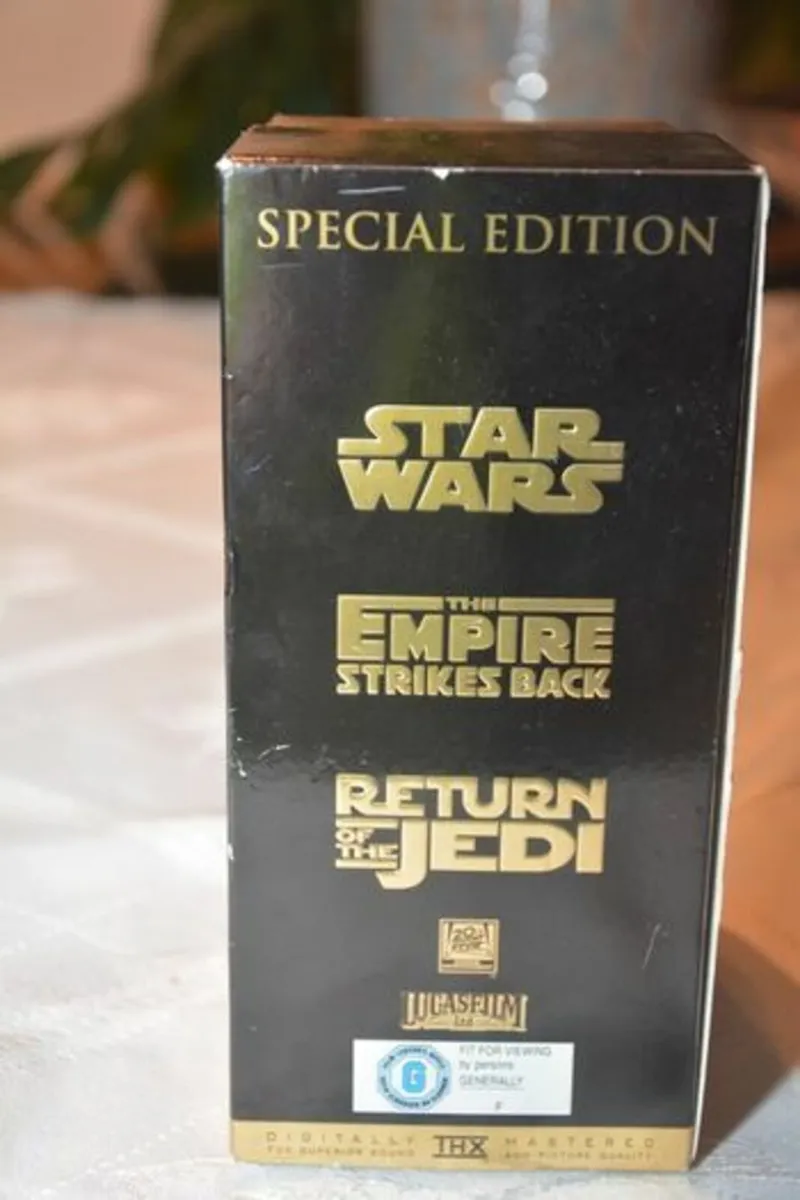 SPECIAL EDITION
STAR
WARS
THE
EMPIRE
STRIKES BACK
RETURN
OF
THE JEDI
20th
LUCASFILM
Ltd
G
FIT FOR VIEWING
by persons
GENERALLY
F
DIGITALLY THX MASTERED
FOR SUPERIOR SOUND AND PICTURE QUALITY